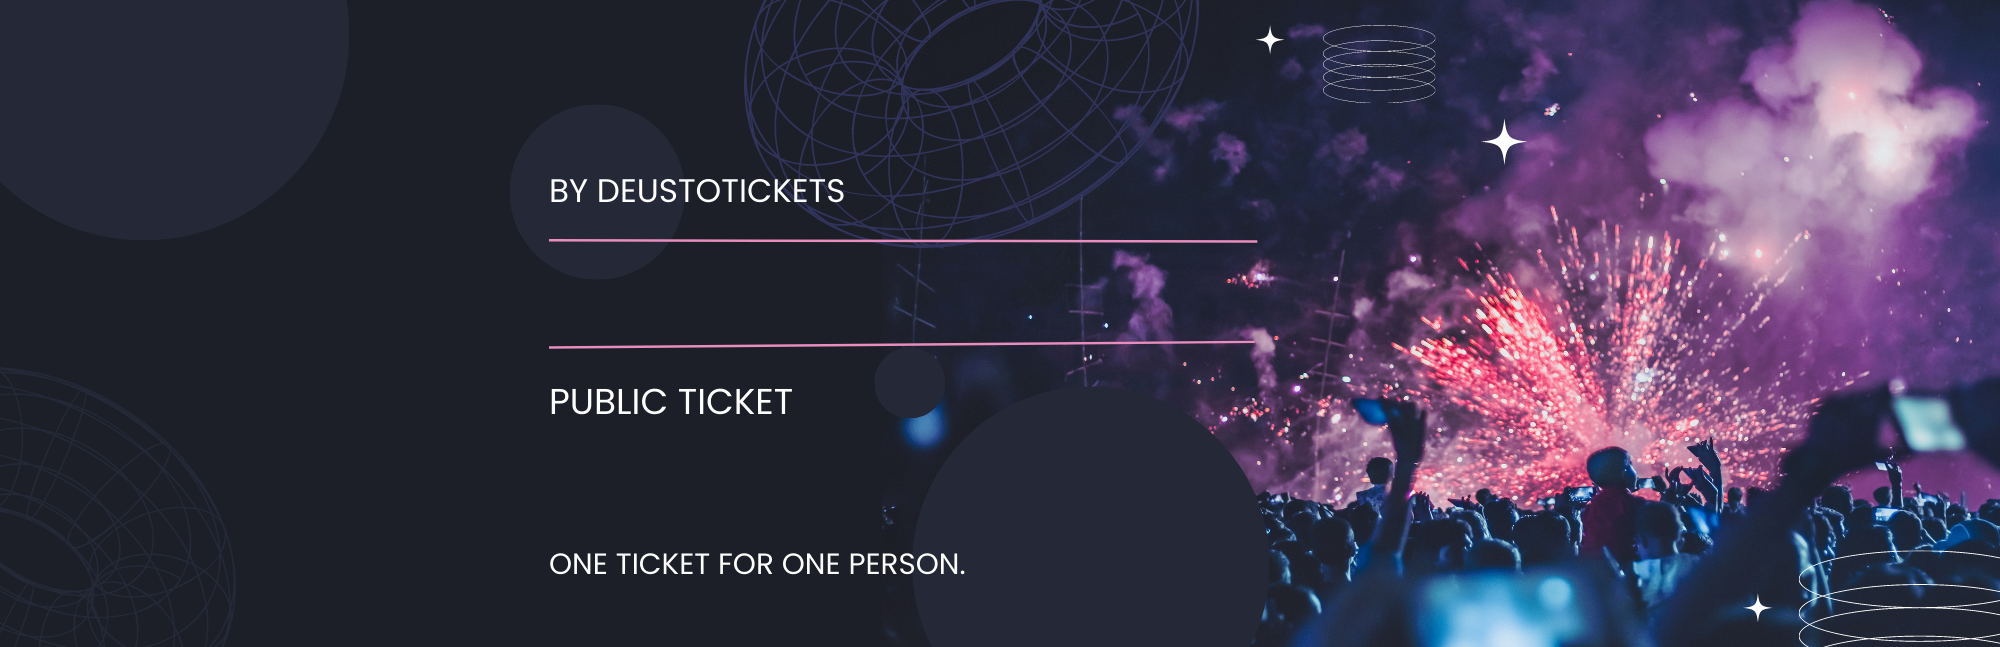 BY DEUSTOTICKETS
PUBLIC TICKET
ONE TICKET FOR ONE PERSON.